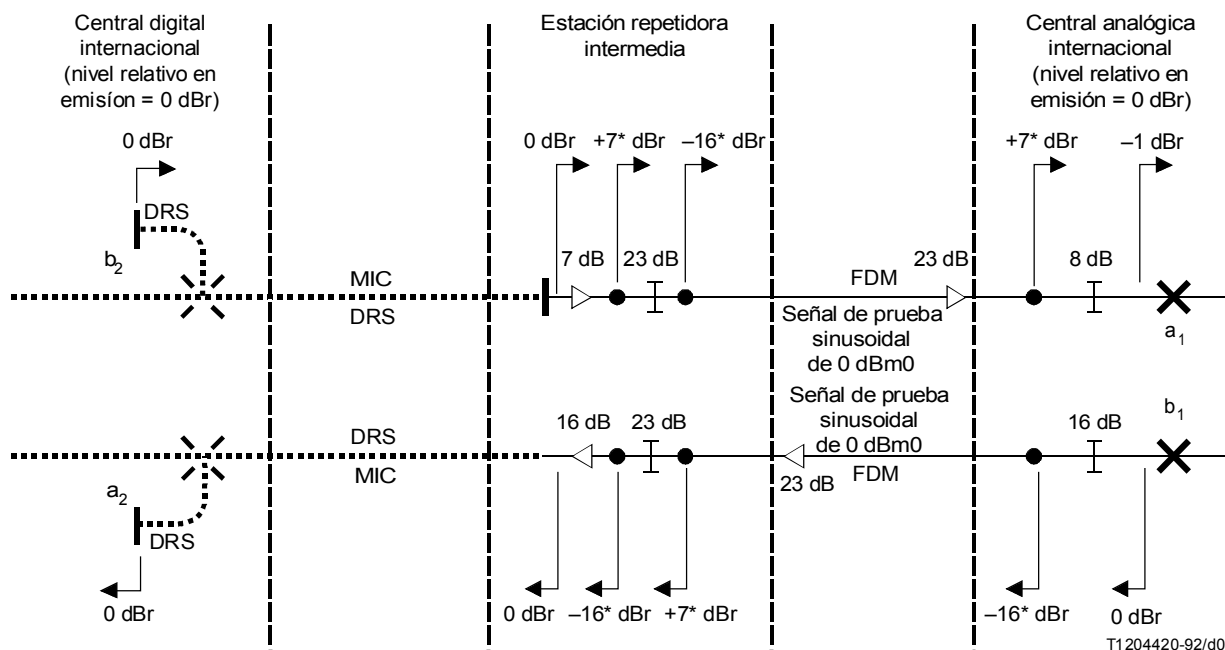 Central digital
internacional
(nivel relativo en
emisíon = 0 dBr)
Estación repetidora
intermedia
Central analógica
internacional
(nivel relativo en
emisión = 0 dBr)
0 dBr
0 dBr
+7* dBr
–16* dBr
+7* dBr
–1 dBr
DRS
b2
7 dB
23 dB
23 dB
8 dB
MIC
FDM
DRS
Señal de prueba
sinusoidal
de 0 dBm0
a1
Señal de prueba
sinusoidal
de 0 dBm0
b1
DRS
16 dB
23 dB
16 dB
MIC
FDM
23 dB
a2
DRS
0 dBr
0 dBr
–16* dBr
+7* dBr
–16* dBr
0 dBr
T1204420-92/d0